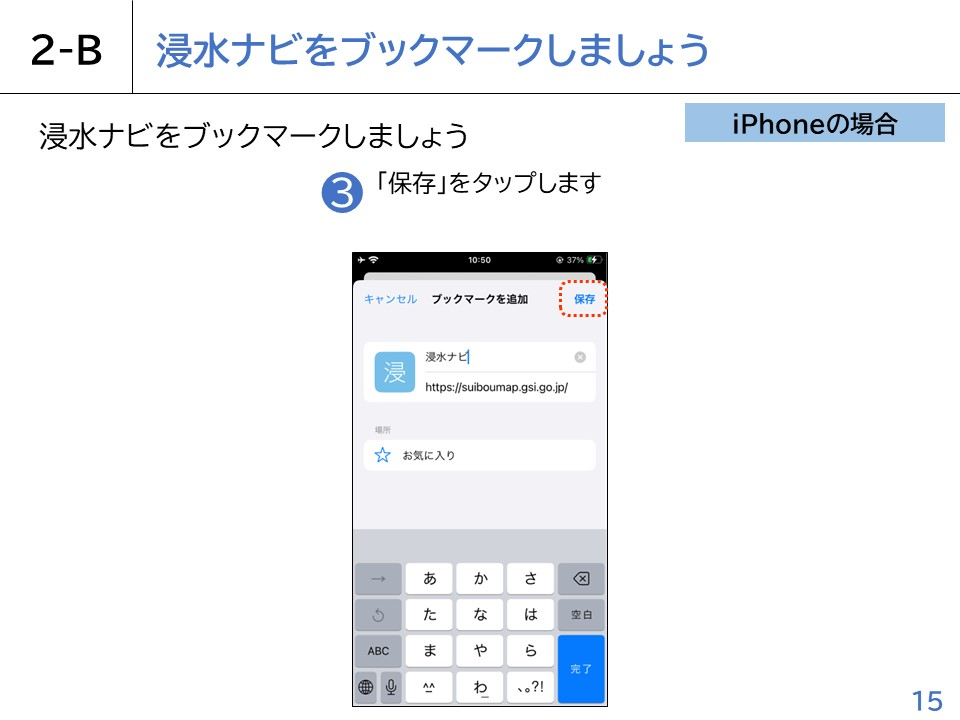 2-B
浸水ナビをブックマークしましょう
iPhoneの場合
浸水ナビをブックマークしましょう
3 「保存」をタップします
10:50 37%
キャンセル ブックマークを追加 保存
浸
浸水ナビ
https://suiboumap.gsi.go.jp/
場所
お気に入り
→ あ か さ
た な は 空白
ABC ま や ら
完了
^^ わ_ 、。?!
15